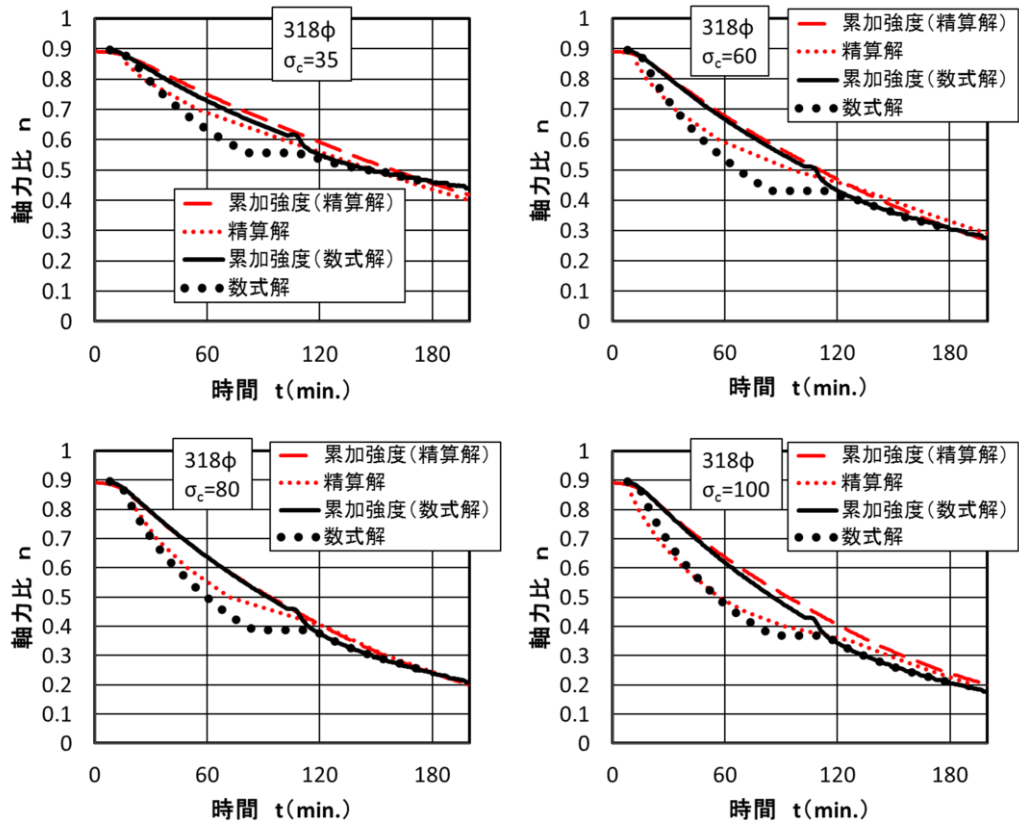 318φ
σc=35
累加強度(精算解)
精算解
累加強度(数式解)
数式解
軸力比 n
1
0.9
0.8
0.7
0.6
0.5
0.4
0.3
0.2
0.1
0
0 60 120 180
時間 t(min.)
318φ
σc=60
累加強度(精算解)
精算解
累加強度(数式解)
数式解
軸力比 n
1
0.9
0.8
0.7
0.6
0.5
0.4
0.3
0.2
0.1
0
0 60 120 180
時間 t(min.)
318φ
σc=80
累加強度(精算解)
精算解
累加強度(数式解)
数式解
軸力比 n
1
0.9
0.8
0.7
0.6
0.5
0.4
0.3
0.2
0.1
0
0 60 120 180
時間 t(min.)
318φ
σc=100
累加強度(精算解)
精算解
累加強度(数式解)
数式解
軸力比 n
1
0.9
0.8
0.7
0.6
0.5
0.4
0.3
0.2
0.1
0
0 60 120 180
時間 t(min.)